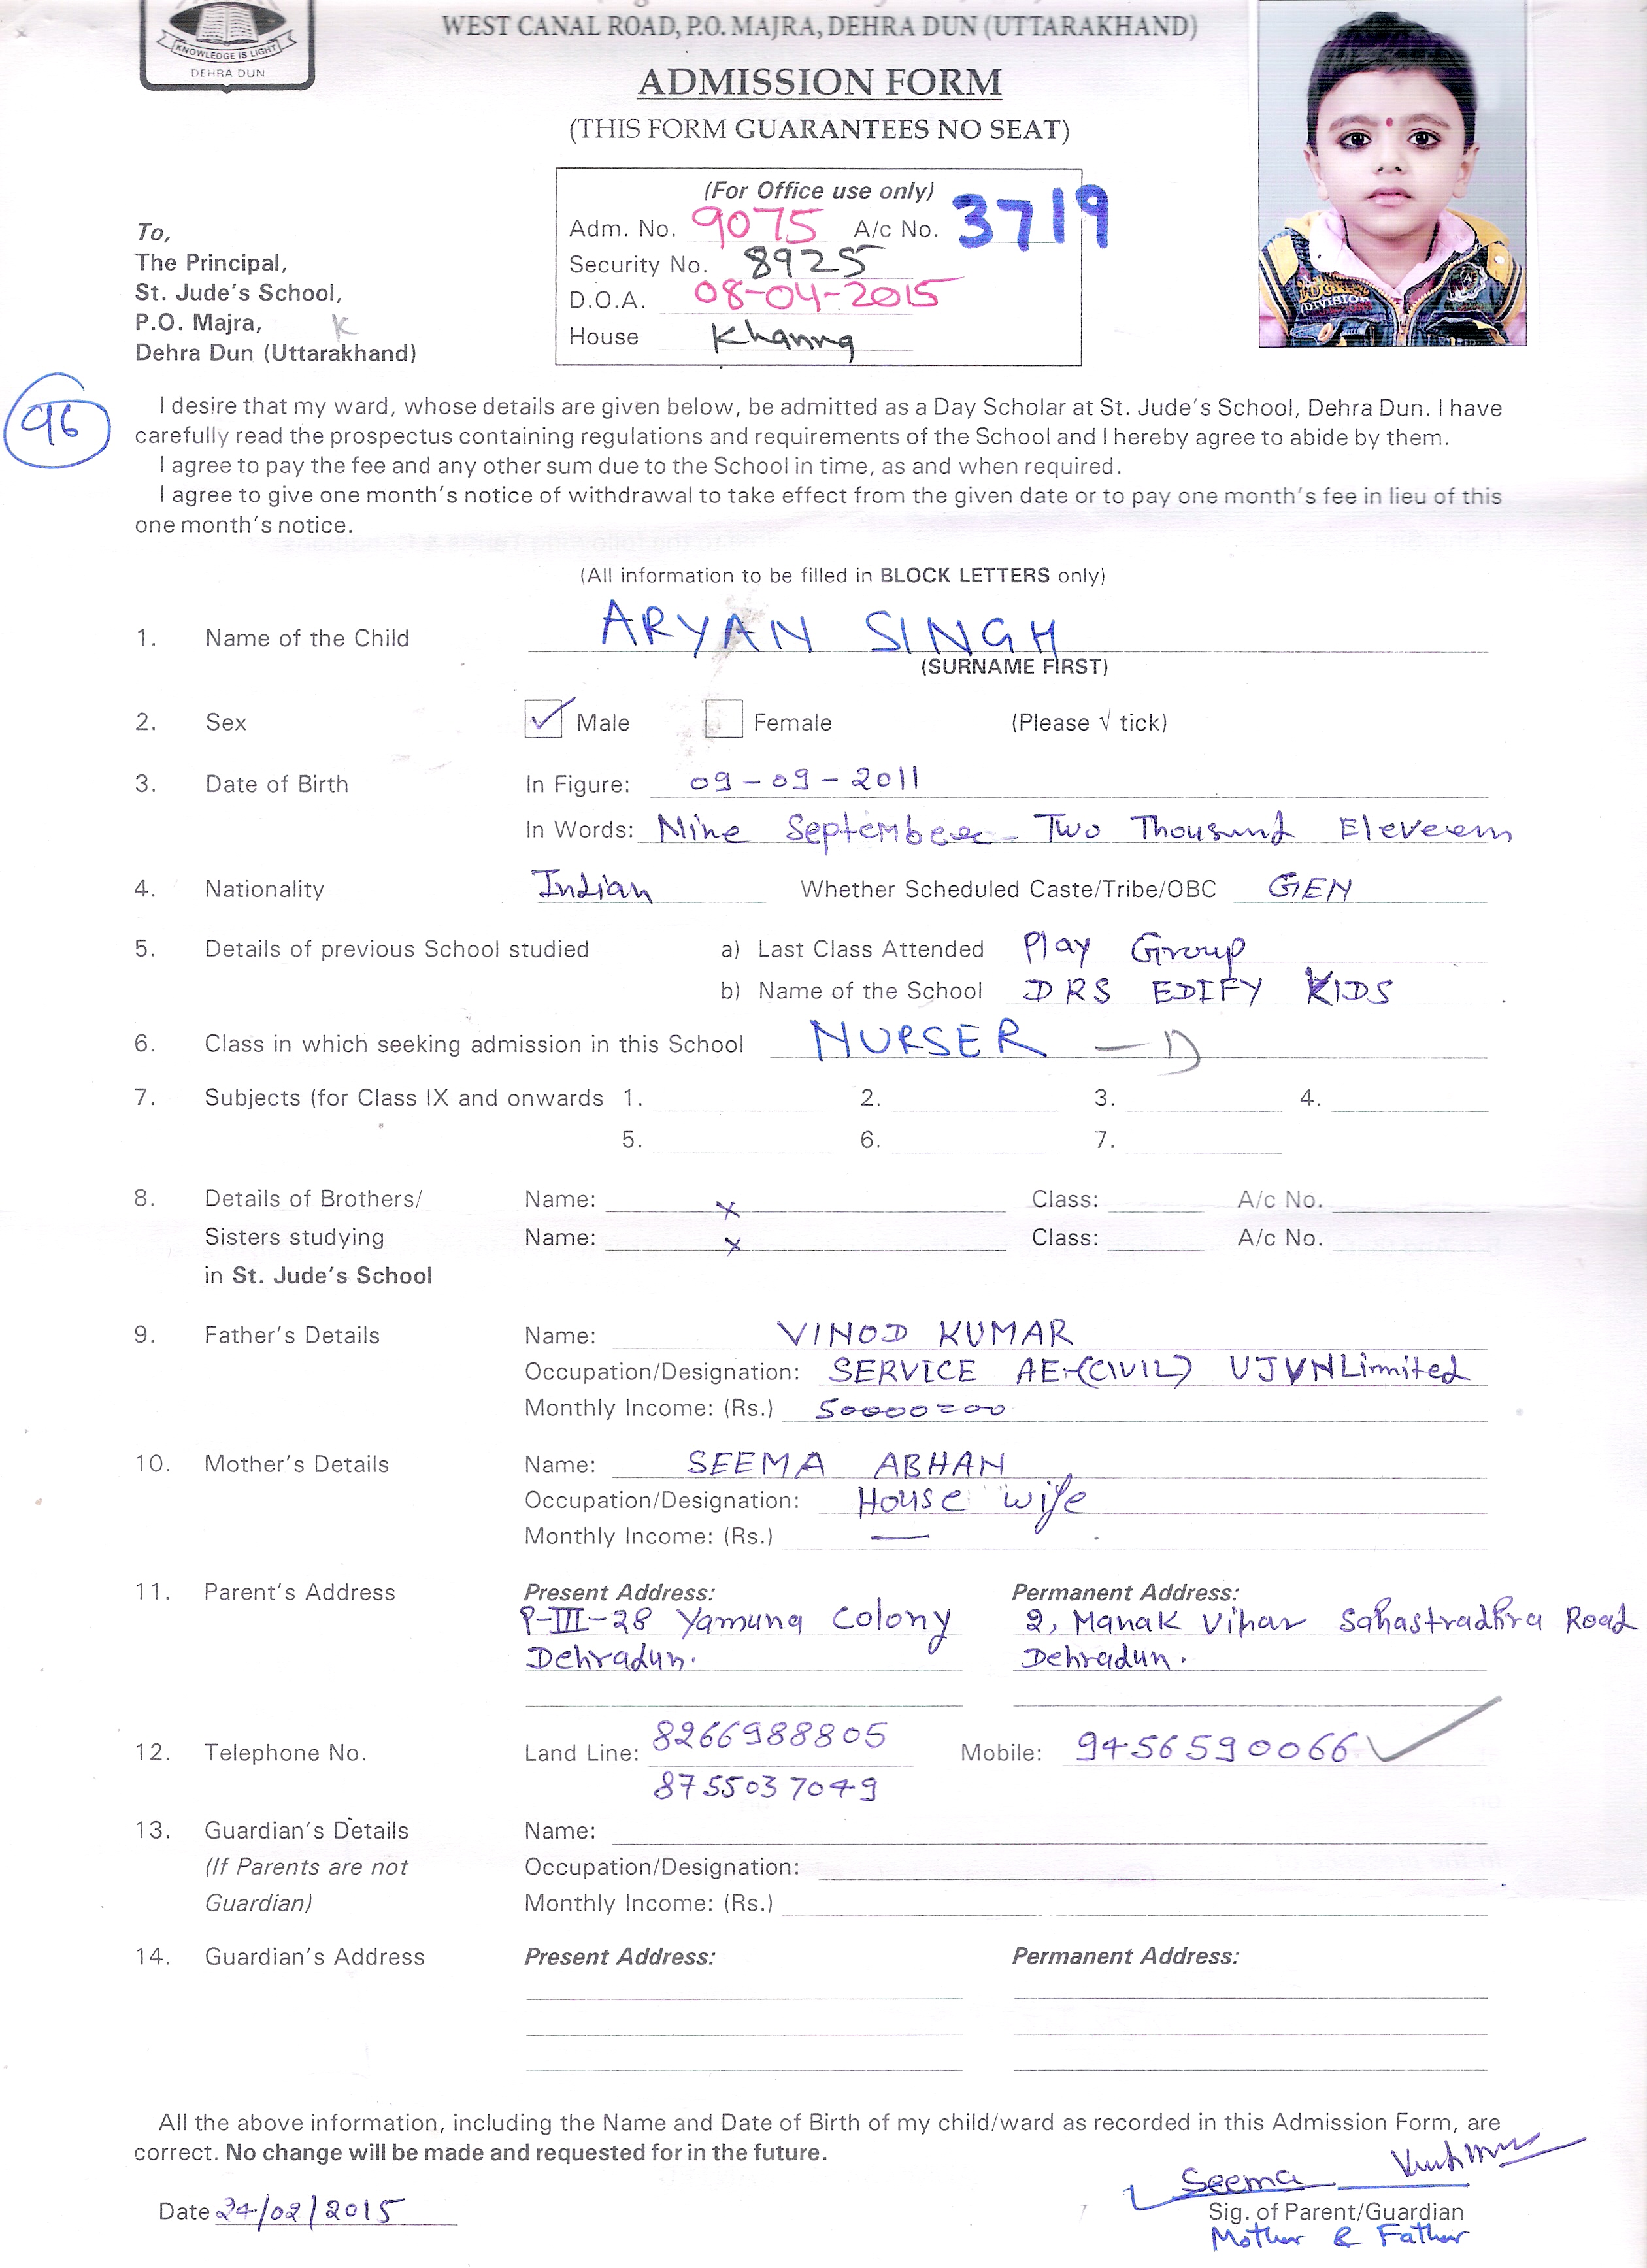 WEST CANAL ROAD, P.O. MAJRA, DEHRA DUN (UTTARAKHAND)
KNOWLEDGE IS LIGHT
DEHRA DUN
ADMISSION FORM
(THIS FORM GUARANTEES NO SEAT)
(For Office use only)
Adm. No. 9075 A/c No. 3719
Security No. 8925
D.O.A. 08-04-2015
House Khanna
To,
The Principal,
St. Jude's School,
P.O. Majra, K
Dehra Dun (Uttarakhand)
96
I desire that my ward, whose details are given below, be admitted as a Day Scholar at St. Jude's School, Dehra Dun. I have
carefully read the prospectus containing regulations and requirements of the School and I hereby agree to abide by them.
I agree to pay the fee and any other sum due to the School in time, as and when required.
I agree to give one month's notice of withdrawal to take effect from the given date or to pay one month's fee in lieu of this
one month's notice.
(All information to be filled in BLOCK LETTERS only)
1. Name of the Child ARYAN SINGH
(SURNAME FIRST)
2. Sex ✓ Male Female (Please √ tick)
3. Date of Birth In Figure: 09-09-2011
In Words: Nine September Two Thousand Eleveen
4. Nationality Indian Whether Scheduled Caste/Tribe/OBC GEN
5. Details of previous School studied a) Last Class Attended Play Group
b) Name of the School DRS EDIFY KIDS
6. Class in which seeking admission in this School NURSER — D
7. Subjects (for Class IX and onwards 1. 2. 3. 4.
5. 6. 7.
8. Details of Brothers/ Name: x Class: A/c No.
Sisters studying Name: x Class: A/c No.
in St. Jude's School
9. Father's Details Name: VINOD KUMAR
Occupation/Designation: SERVICE AE-(CIVIL) UJVNLimited
Monthly Income: (Rs.) 50000=00
10. Mother's Details Name: SEEMA ABHAN
Occupation/Designation: House wife
Monthly Income: (Rs.) —
11. Parent's Address Present Address: Permanent Address:
P-III-28 Yamuna Colony 2, Manak Vihar Sahastradhra Road
Dehradun. Dehradun.
12. Telephone No. Land Line: 8266988805 Mobile: 9456590066
8755037049
13. Guardian's Details Name:
(If Parents are not Occupation/Designation:
Guardian) Monthly Income: (Rs.)
14. Guardian's Address Present Address: Permanent Address:
All the above information, including the Name and Date of Birth of my child/ward as recorded in this Admission Form, are
correct. No change will be made and requested for in the future.
Seema
Date 24/02/2015 Sig. of Parent/Guardian
Mother & Father